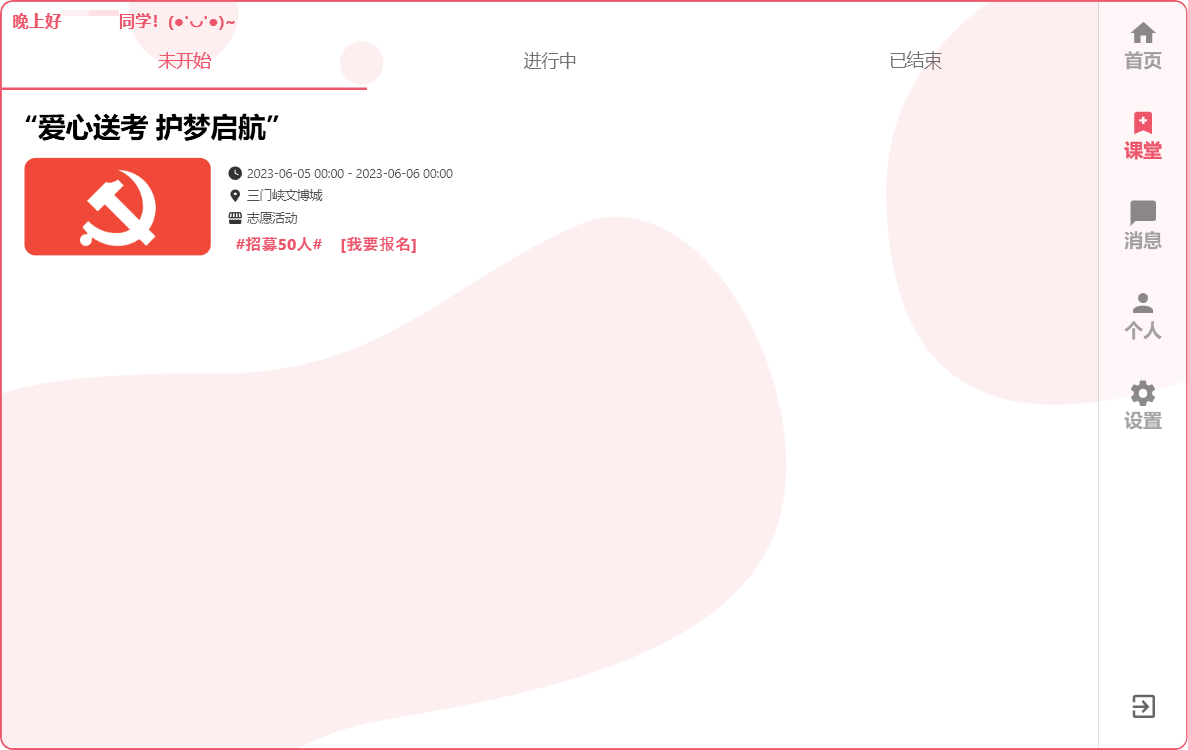 晚上好 同学！(●'◡'●)~
未开始 进行中 已结束
“爱心送考 护梦启航”
2023-06-05 00:00 - 2023-06-06 00:00
三门峡文博城
志愿活动
#招募50人# [我要报名]
首页
课堂
消息
个人
设置